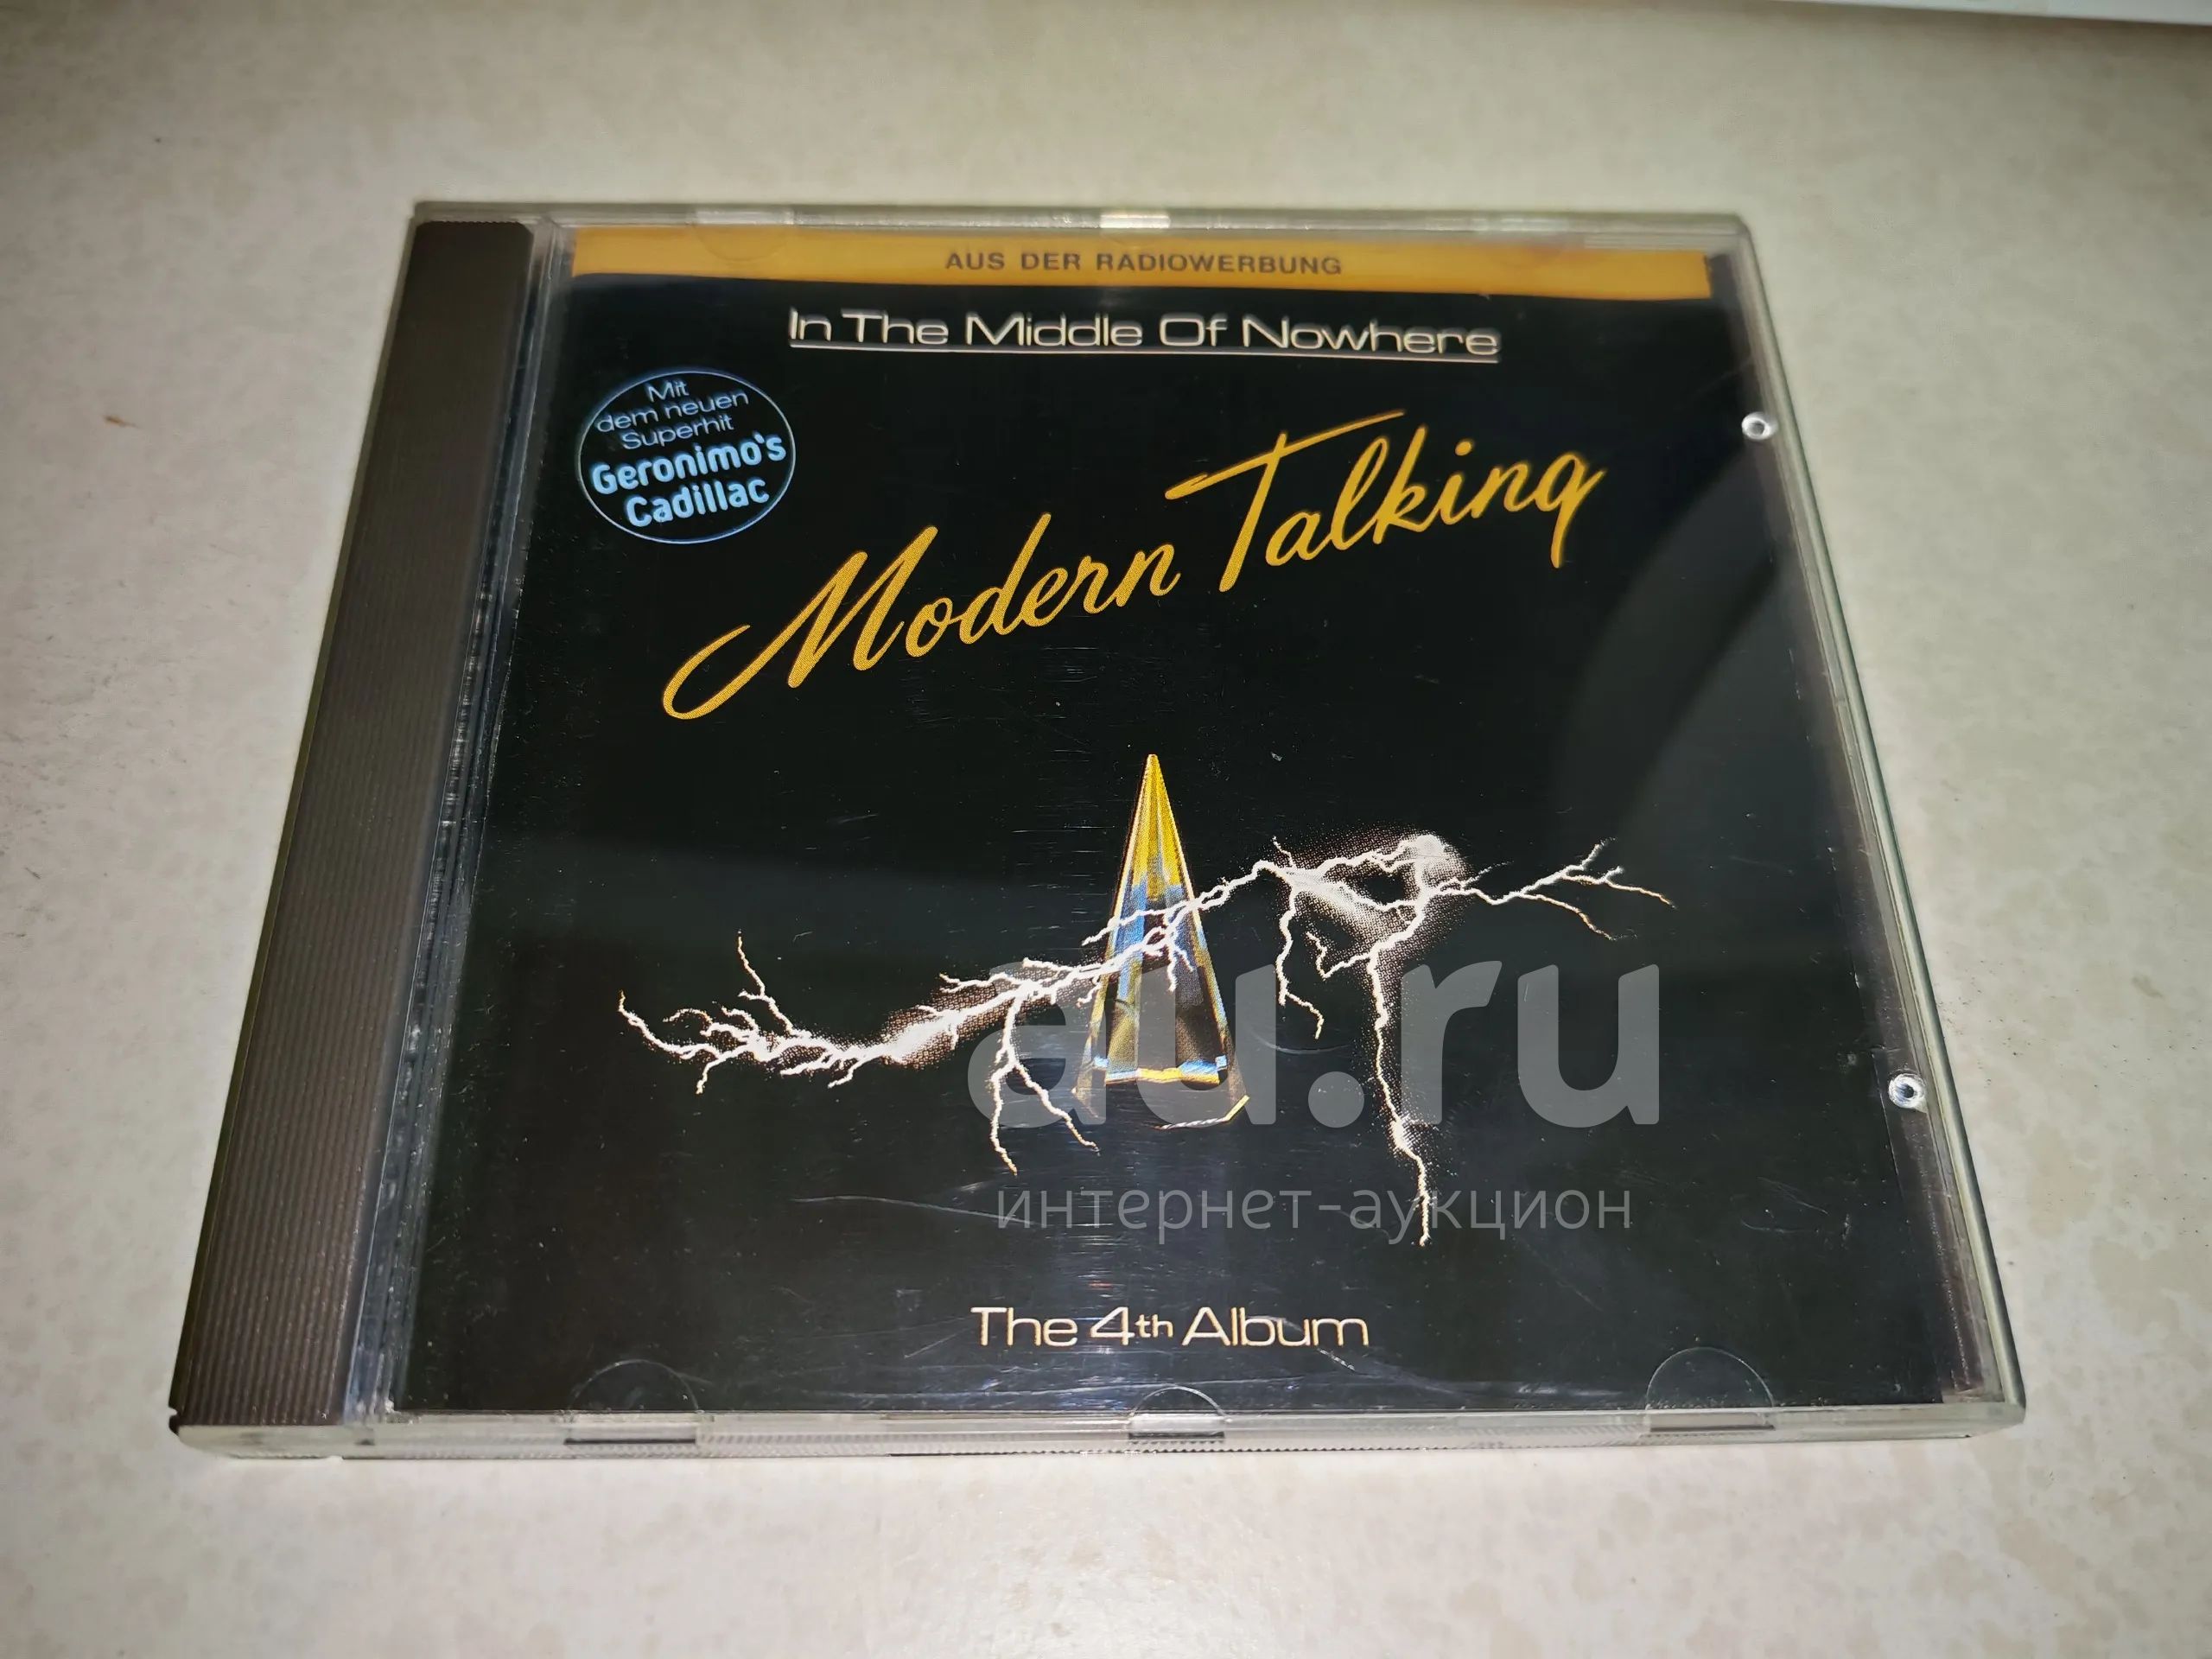 AUS DER RADIOWERBUNG
In The Middle Of Nowhere
Mit
dem neuen
Superhit
Geronimo's
Cadillac
Modern Talking
au.ru
интернет-аукцион
The 4th Album